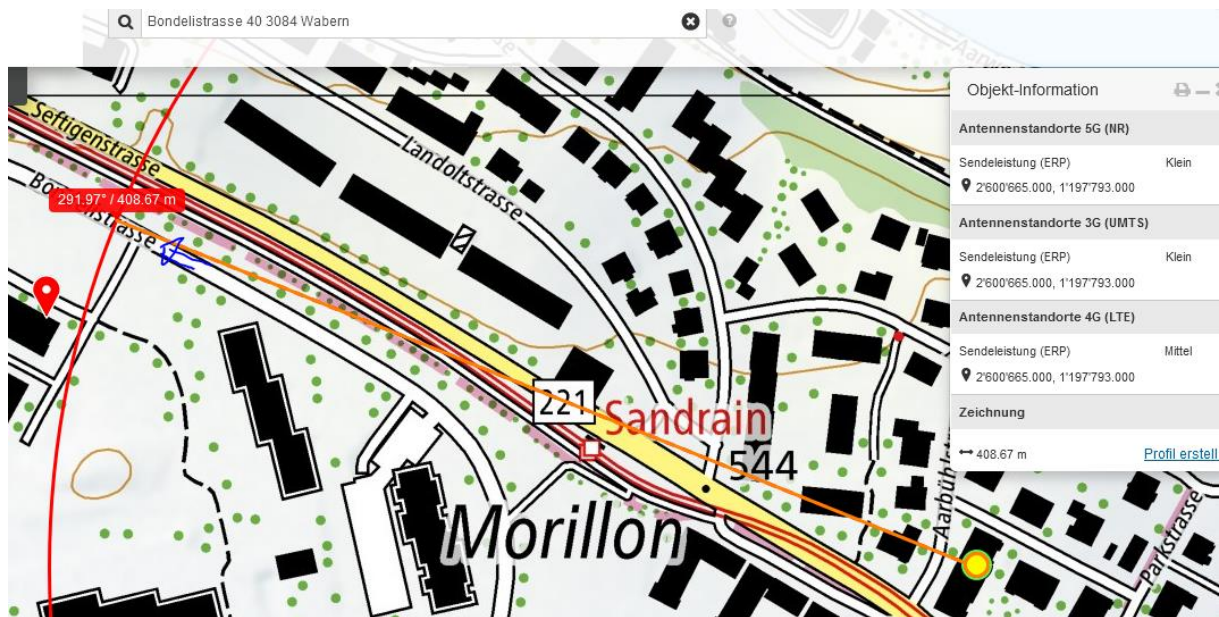 Bondelistrasse 40 3084 Wabern
Objekt-Information
Antennenstandorte 5G (NR)
Sendeleistung (ERP) Klein
2'600'665.000, 1'197'793.000
Antennenstandorte 3G (UMTS)
Sendeleistung (ERP) Klein
2'600'665.000, 1'197'793.000
Antennenstandorte 4G (LTE)
Sendeleistung (ERP) Mittel
2'600'665.000, 1'197'793.000
Zeichnung
408.67 m Profil erstell
Seftigenstrasse
Landoltstrasse
291.97° / 408.67 m
221
Sandrain
544
Morillon
Parkstrasse